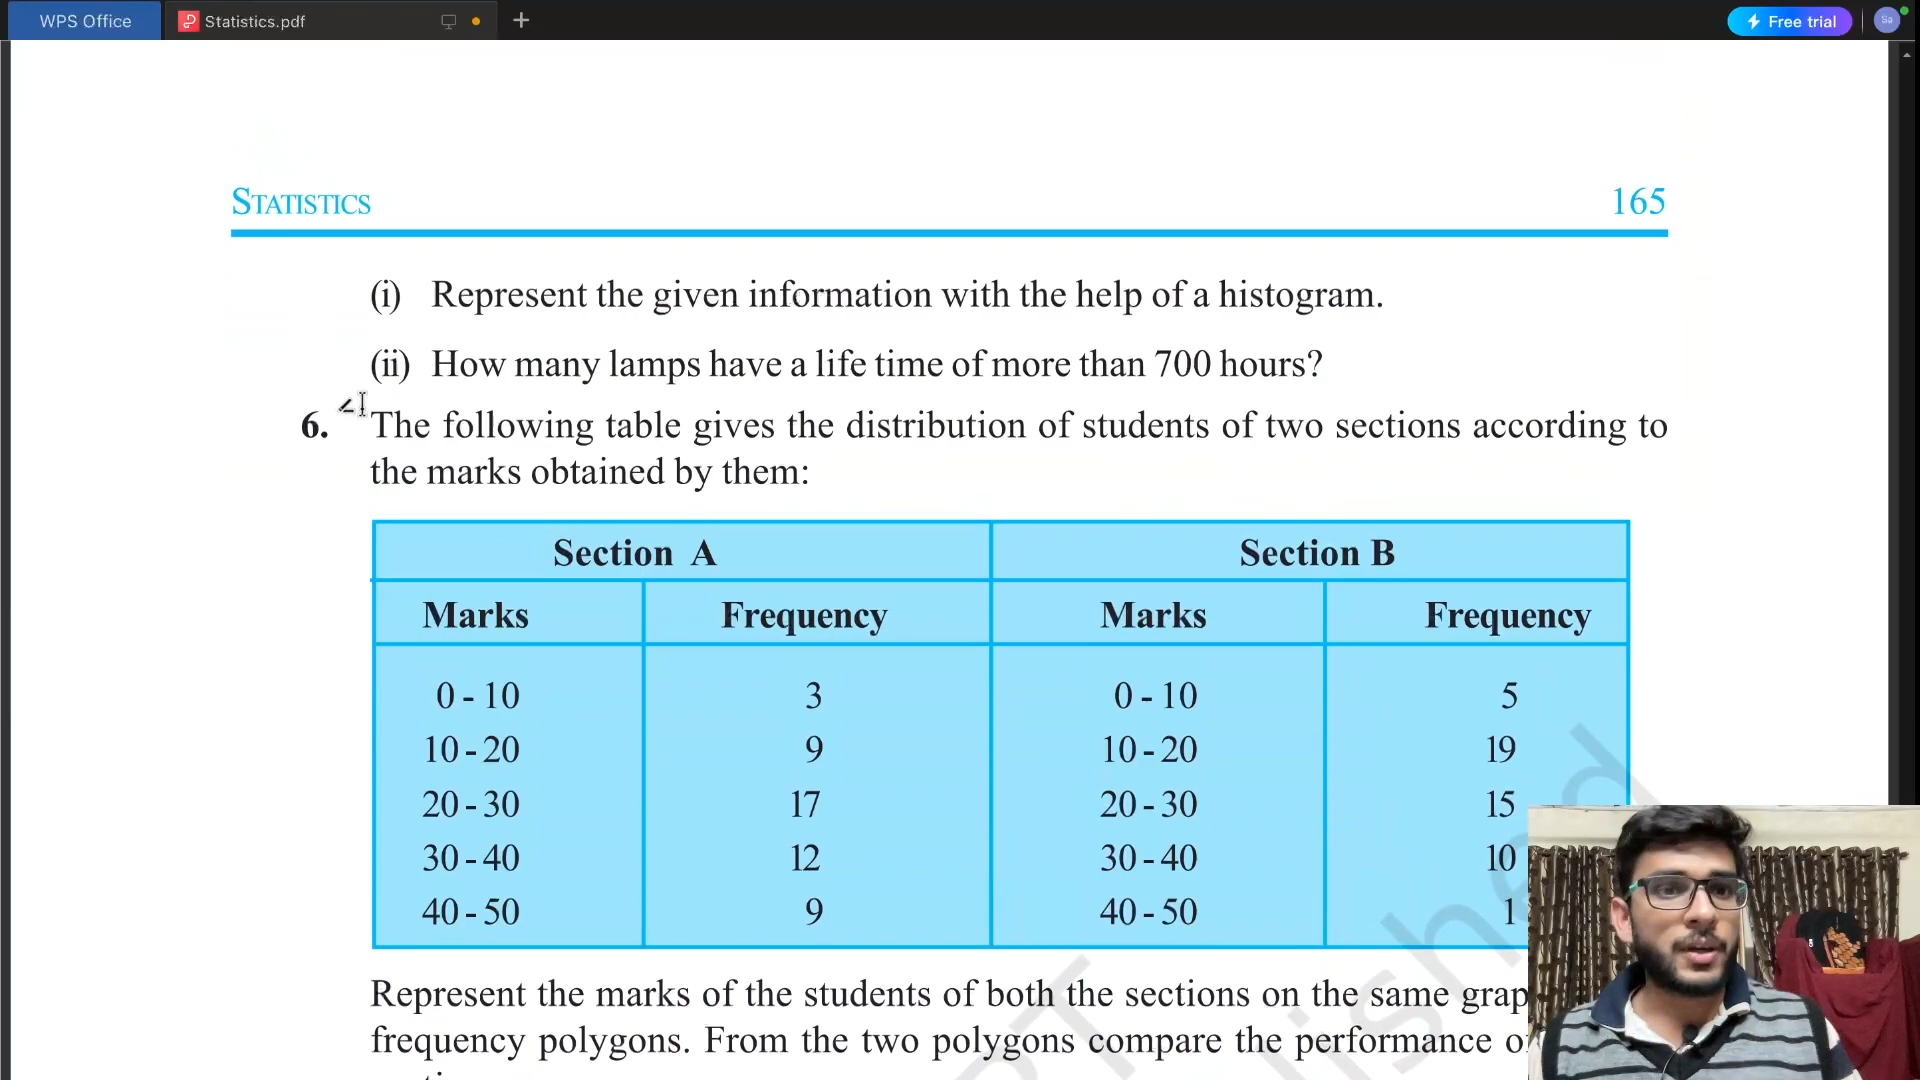 WPS Office
Statistics.pdf
Free trial
Sa
STATISTICS 165
(i) Represent the given information with the help of a histogram.
(ii) How many lamps have a life time of more than 700 hours?
6. The following table gives the distribution of students of two sections according to
the marks obtained by them:
Section A Section B
Marks Frequency Marks Frequency
0 - 10 3 0 - 10 5
10 - 20 9 10 - 20 19
20 - 30 17 20 - 30 15
30 - 40 12 30 - 40 10
40 - 50 9 40 - 50 1
Represent the marks of the students of both the sections on the same
frequency polygons. From the two polygons compare the performance